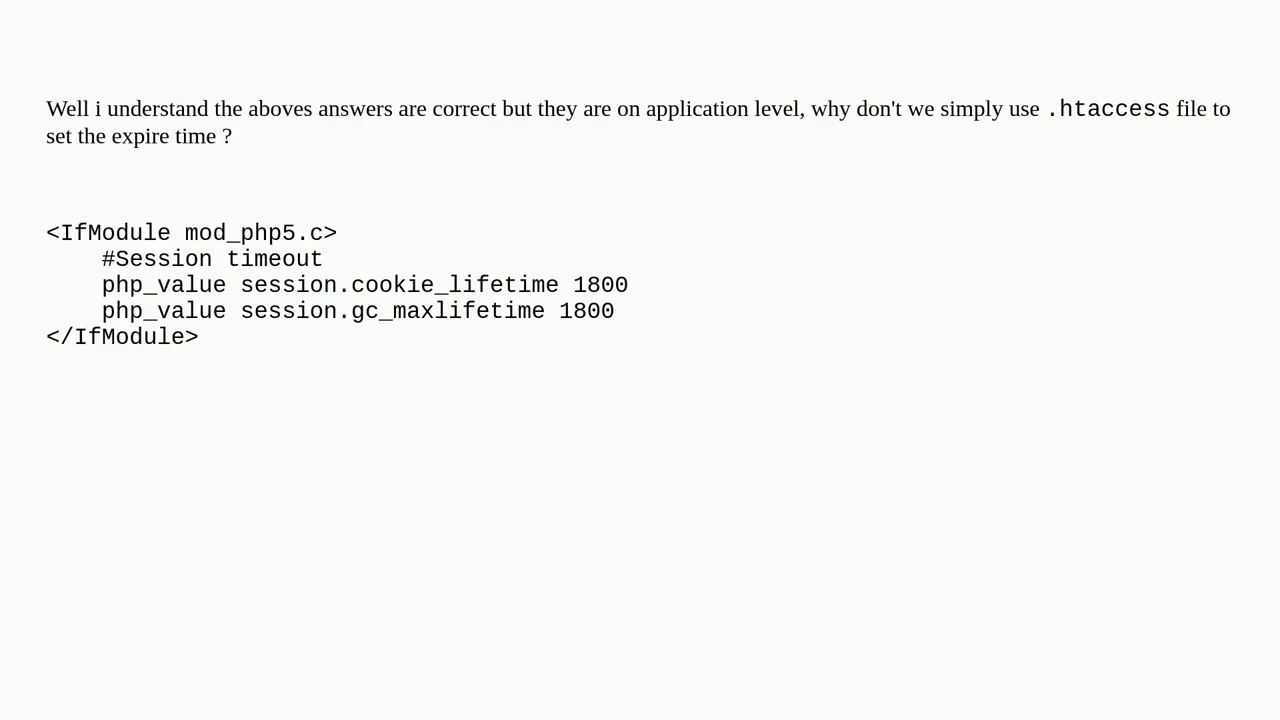 Well i understand the aboves answers are correct but they are on application level, why don't we simply use .htaccess file to
set the expire time ?
<IfModule mod_php5.c>
    #Session timeout
    php_value session.cookie_lifetime 1800
    php_value session.gc_maxlifetime 1800
</IfModule>